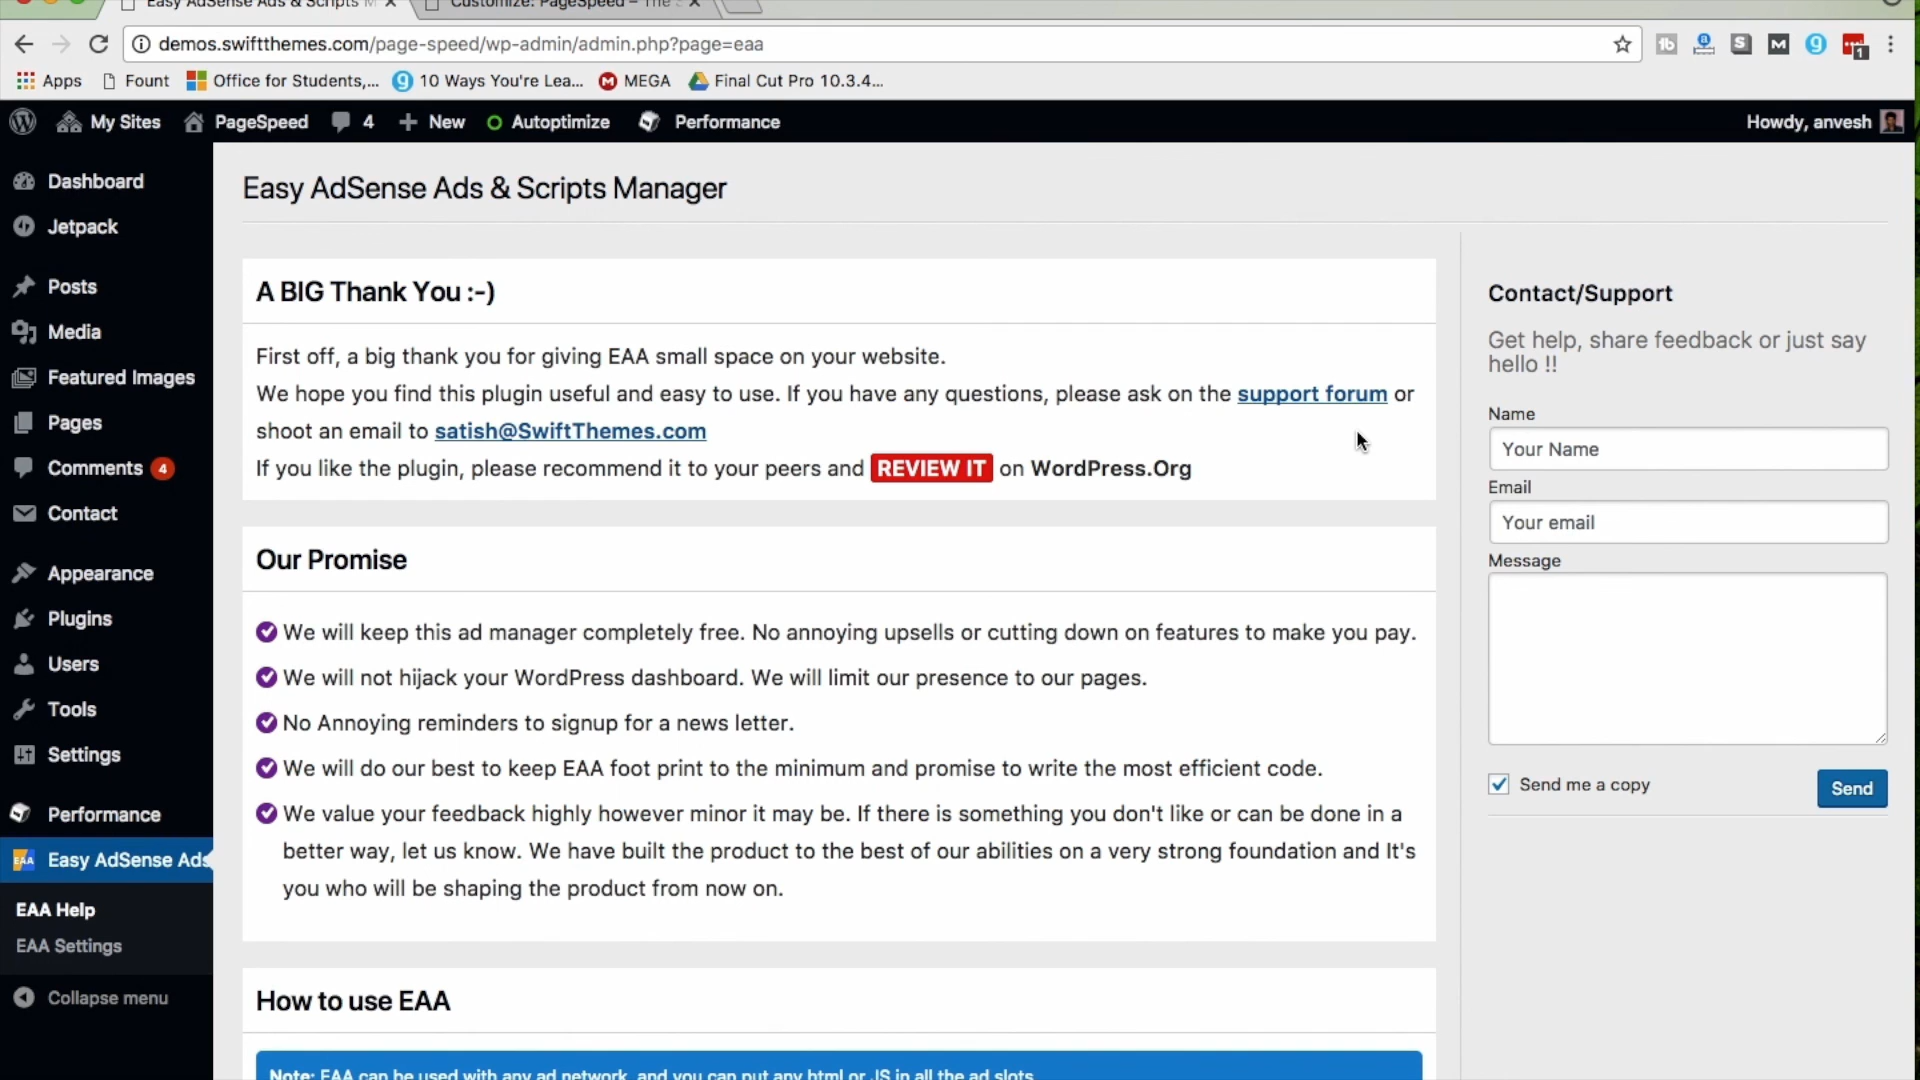 Easy AdSense Ads & Scripts M
Customize: PageSpeed – The S
demos.swiftthemes.com/page-speed/wp-admin/admin.php?page=eaa
1
Apps Fount Office for Students,... 10 Ways You're Lea... MEGA Final Cut Pro 10.3.4...
My Sites PageSpeed 4 New Autoptimize Performance Howdy, anvesh
Dashboard
Jetpack
Posts
Media
Featured Images
Pages
Comments 4
Contact
Appearance
Plugins
Users
Tools
Settings
Performance
EAA Easy AdSense Ads
EAA Help
EAA Settings
Collapse menu
Easy AdSense Ads & Scripts Manager
A BIG Thank You :-)
First off, a big thank you for giving EAA small space on your website.
We hope you find this plugin useful and easy to use. If you have any questions, please ask on the support forum or
shoot an email to satish@SwiftThemes.com
If you like the plugin, please recommend it to your peers and REVIEW IT on WordPress.Org
Our Promise
We will keep this ad manager completely free. No annoying upsells or cutting down on features to make you pay.
We will not hijack your WordPress dashboard. We will limit our presence to our pages.
No Annoying reminders to signup for a news letter.
We will do our best to keep EAA foot print to the minimum and promise to write the most efficient code.
We value your feedback highly however minor it may be. If there is something you don't like or can be done in a
better way, let us know. We have built the product to the best of our abilities on a very strong foundation and It's
you who will be shaping the product from now on.
How to use EAA
Note: EAA can be used with any ad network, and you can put any html or JS in all the ad slots
Contact/Support
Get help, share feedback or just say
hello !!
Name
Your Name
Email
Your email
Message
Send me a copy
Send